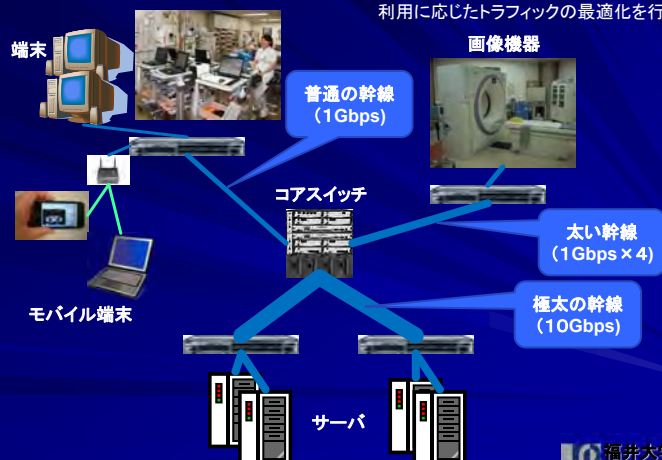 利用に応じたトラフィックの最適化を行
端末
画像機器
普通の幹線
（1Gbps）
コアスイッチ
太い幹線
（1Gbps×4）
極太の幹線
（10Gbps）
モバイル端末
サーバ
福井大